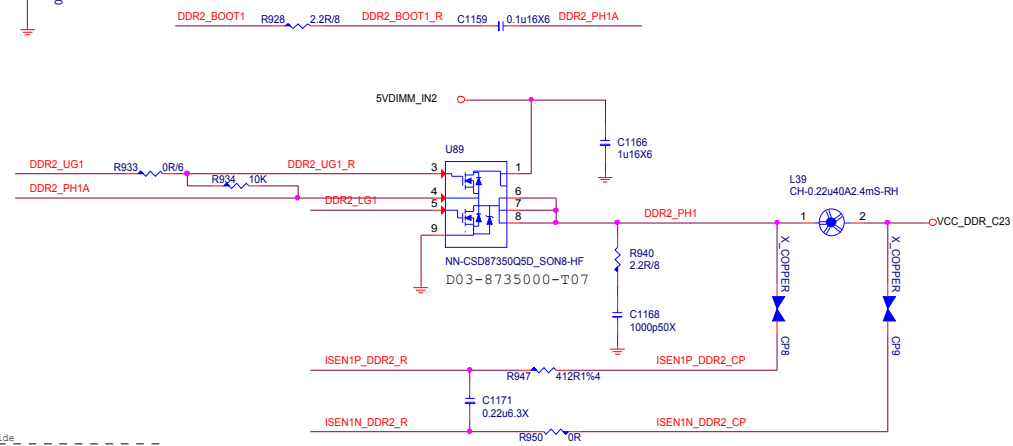 DDR2_BOOT1 R928 2.2R/8 DDR2_BOOT1_R C1159 0.1u16X6 DDR2_PH1A
5VDIMM_IN2
C1166
1u16X6
U89
DDR2_UG1 R933 0R/6 DDR2_UG1_R 3 1
R934 10K
DDR2_PH1A 4 6
DDR2_LG1 5 7
8
9
DDR2_PH1
L39
CH-0.22u40A2.4mS-RH
1 2
VCC_DDR_C23
NN-CSD87350Q5D_SON8-HF
D03-8735000-T07
R940
2.2R/8
C1168
1000p50X
X_COPPER
CP8
X_COPPER
CP9
ISEN1P_DDR2_R R947 412R1%4 ISEN1P_DDR2_CP
C1171
0.22u6.3X
ISEN1N_DDR2_R R950 0R ISEN1N_DDR2_CP
ide